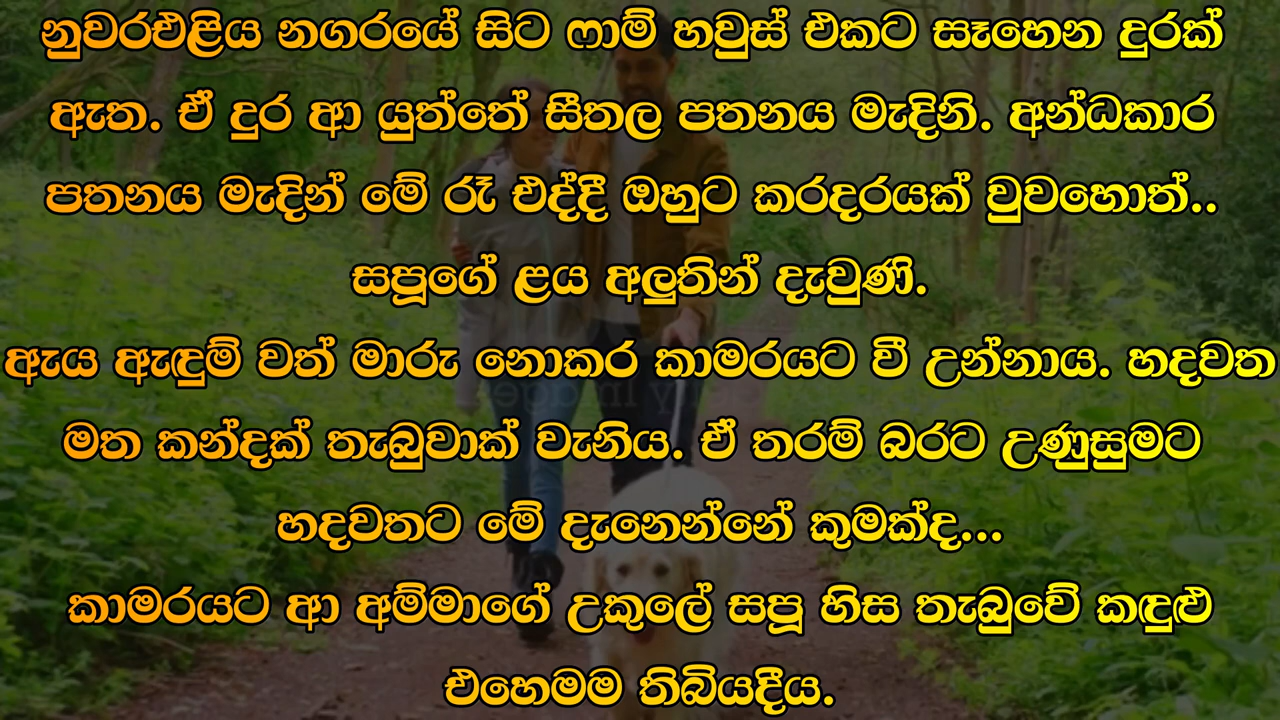 නුවරඑළිය නගරයේ සිට ෆාම් හවුස් එකට සෑහෙන දුරක්
ඇත. ඒ දුර ආ යුත්තේ සීතල පතනය මැදිනි. අන්ධකාර
පතනය මැදින් මේ රෑ එද්දී ඔහුට කරදරයක් වුවහොත්..
සපූගේ ළය අලුතින් දැවුණි.
ඇය ඇඳුම් වත් මාරු නොකර කාමරයට වී උන්නාය. හදවත
මත කන්දක් තැබුවාක් වැනිය. ඒ තරම් බරට උණුසුමට
හදවතට මේ දැනෙන්නේ කුමක්ද...
කාමරයට ආ අම්මාගේ උකුලේ සපූ හිස තැබුවේ කඳුළු
එහෙමම තිබියදීය.